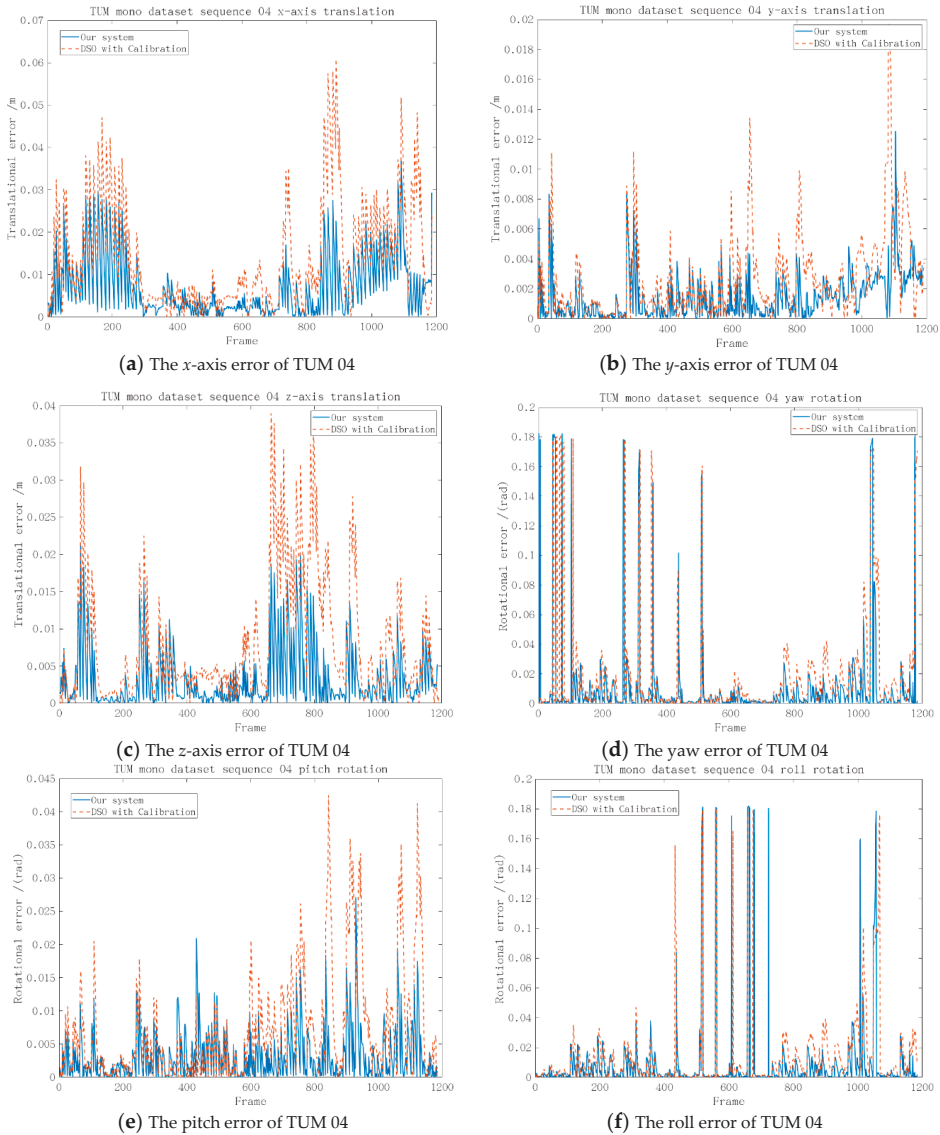 TUM mono dataset sequence 04 x-axis translation
Our system
DSO with Calibration
Translational error /m
0.07
0.06
0.05
0.04
0.03
0.02
0.01
0
0 200 400 600 800 1000 1200
Frame
(a) The x-axis error of TUM 04
TUM mono dataset sequence 04 y-axis translation
Our system
DSO with Calibration
Translational error /m
0.02
0.018
0.016
0.014
0.012
0.01
0.008
0.006
0.004
0.002
0
0 200 400 600 800 1000 1200
Frame
(b) The y-axis error of TUM 04
TUM mono dataset sequence 04 z-axis translation
Our system
DSO with Calibration
Translational error /m
0.04
0.035
0.03
0.025
0.02
0.015
0.01
0.005
0
0 200 400 600 800 1000 1200
Frame
(c) The z-axis error of TUM 04
TUM mono dataset sequence 04 yaw rotation
Our system
DSO with Calibration
Rotational error /(rad)
0.2
0.18
0.16
0.14
0.12
0.1
0.08
0.06
0.04
0.02
0
0 200 400 600 800 1000 1200
Frame
(d) The yaw error of TUM 04
TUM mono dataset sequence 04 pitch rotation
Our system
DSO with Calibration
Rotational error /(rad)
0.045
0.04
0.035
0.03
0.025
0.02
0.015
0.01
0.005
0
0 200 400 600 800 1000 1200
Frame
(e) The pitch error of TUM 04
TUM mono dataset sequence 04 roll rotation
Our system
DSO with Calibration
Rotational error /(rad)
0.2
0.18
0.16
0.14
0.12
0.1
0.08
0.06
0.04
0.02
0
0 200 400 600 800 1000 1200
Frame
(f) The roll error of TUM 04